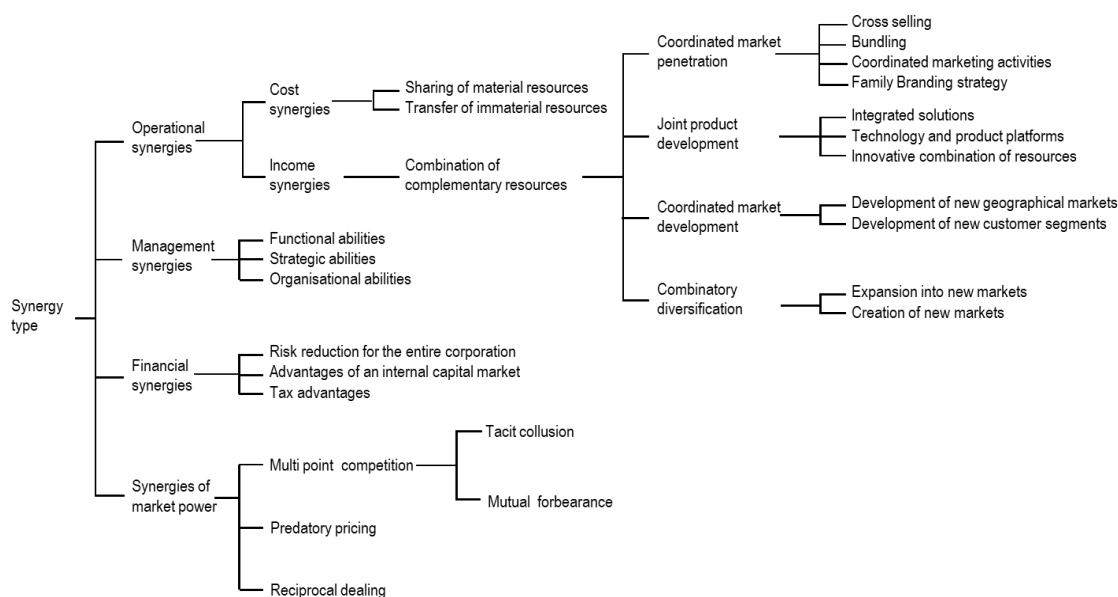 Synergy
type
Operational
synergies
Cost
synergies
Sharing of material resources
Transfer of immaterial resources
Income
synergies
Combination of
complementary resources
Coordinated market
penetration
Cross selling
Bundling
Coordinated marketing activities
Family Branding strategy
Joint product
development
Integrated solutions
Technology and product platforms
Innovative combination of resources
Coordinated market
development
Development of new geographical markets
Development of new customer segments
Combinatory
diversification
Expansion into new markets
Creation of new markets
Management
synergies
Functional abilities
Strategic abilities
Organisational abilities
Financial
synergies
Risk reduction for the entire corporation
Advantages of an internal capital market
Tax advantages
Synergies of
market power
Multi point competition
Tacit collusion
Mutual forbearance
Predatory pricing
Reciprocal dealing